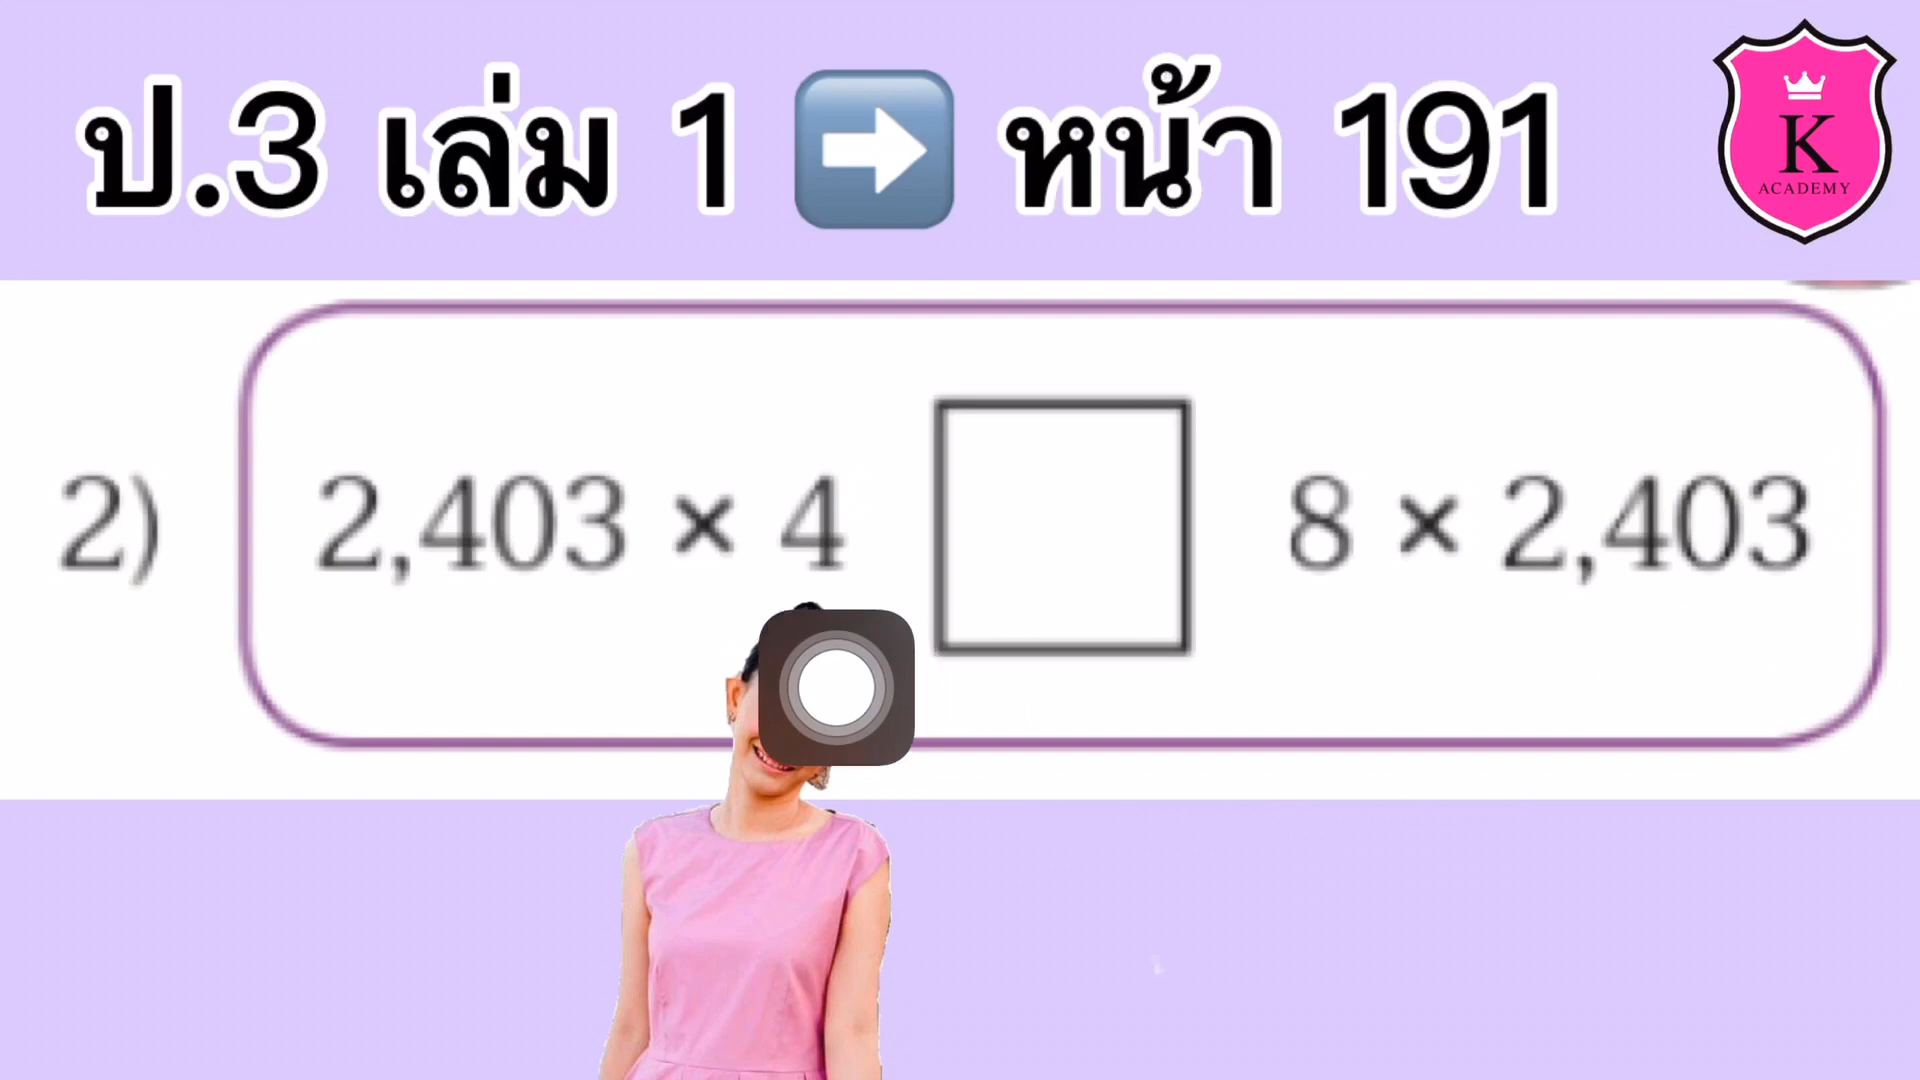 ป.3 เล่ม 1 ➡ หน้า 191
K
ACADEMY
2) 2,403 × 4 □ 8 × 2,403